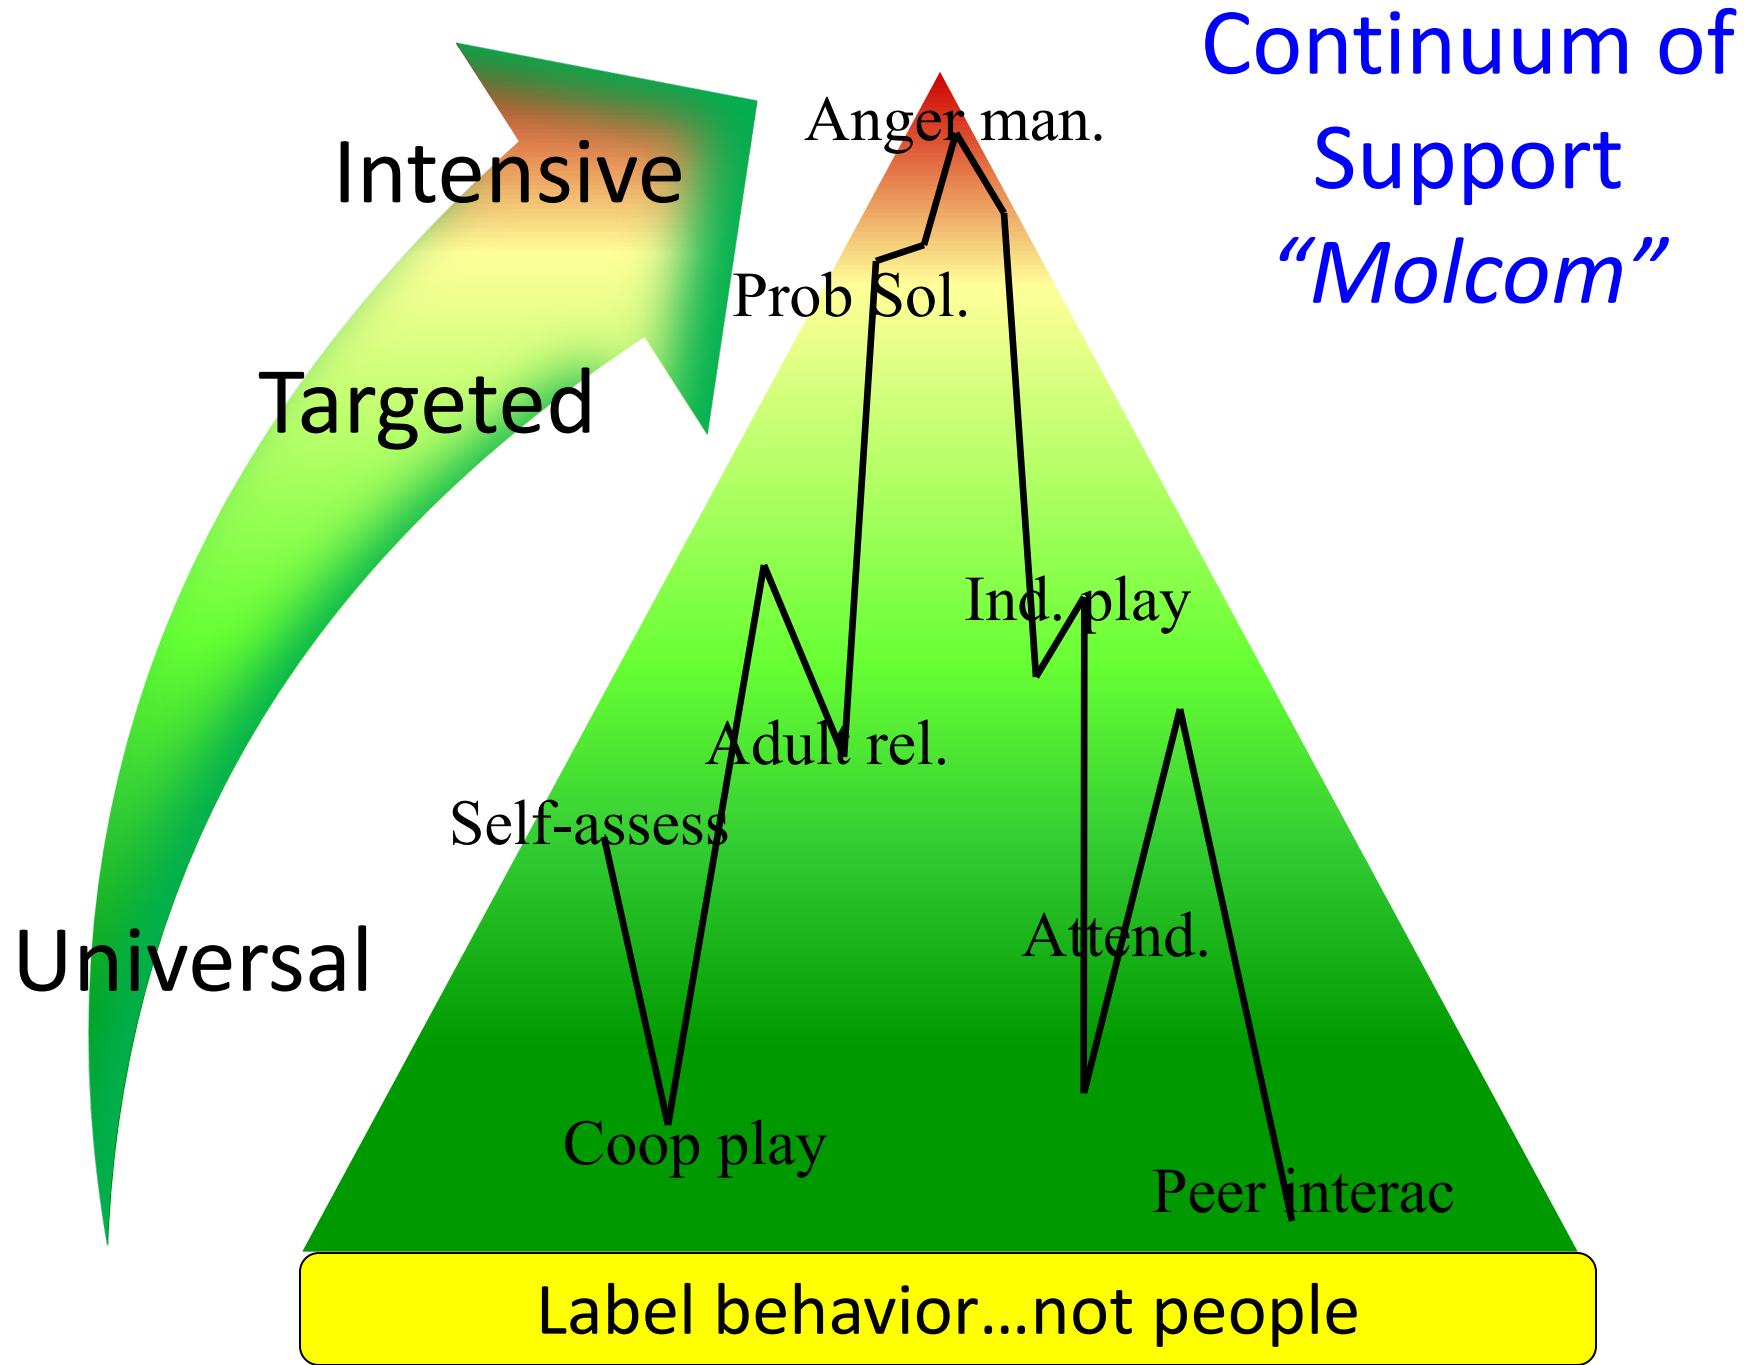 Continuum of
Support
“Molcom”
Anger man.
Intensive
Prob Sol.
Targeted
Ind. play
Adult rel.
Self-assess
Attend.
Universal
Coop play
Peer interac
Label behavior…not people